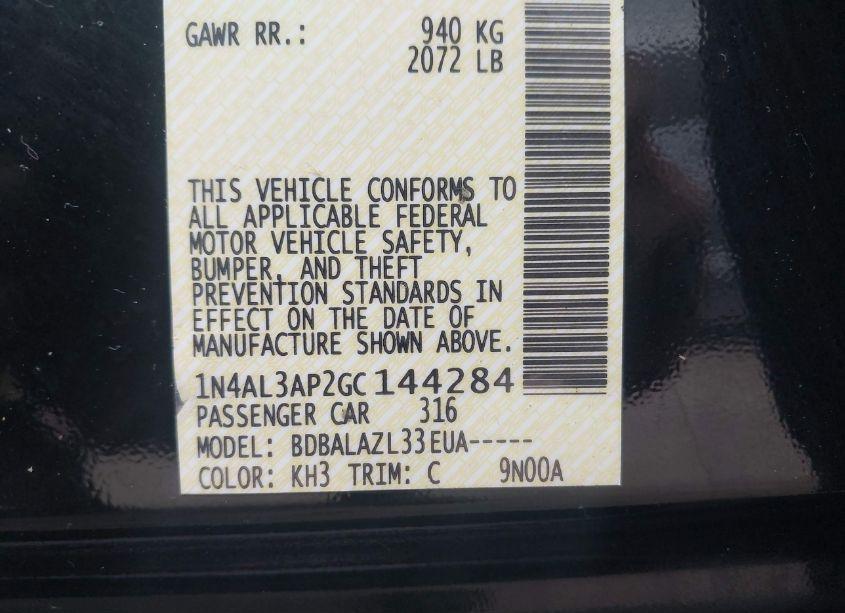 GAWR RR.: 940 KG
2072 LB
THIS VEHICLE CONFORMS TO
ALL APPLICABLE FEDERAL
MOTOR VEHICLE SAFETY,
BUMPER, AND THEFT
PREVENTION STANDARDS IN
EFFECT ON THE DATE OF
MANUFACTURE SHOWN ABOVE.
1N4AL3AP2GC144284
PASSENGER CAR 316
MODEL: BDBALAZL33EUA-----
COLOR: KH3 TRIM: C 9N00A